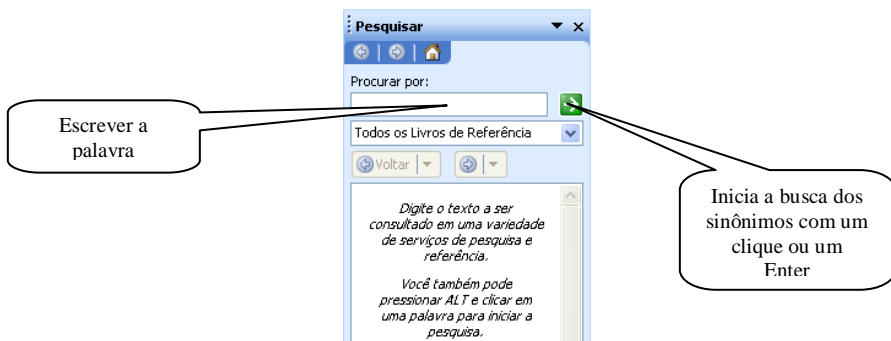 Pesquisar
Procurar por:
Escrever a
palavra
Todos os Livros de Referência
Voltar
Digite o texto a ser
consultado em uma variedade
de serviços de pesquisa e
referência.
Você também pode
pressionar ALT e clicar em
uma palavra para iniciar a
pesquisa.
Inicia a busca dos
sinônimos com um
clique ou um
Enter